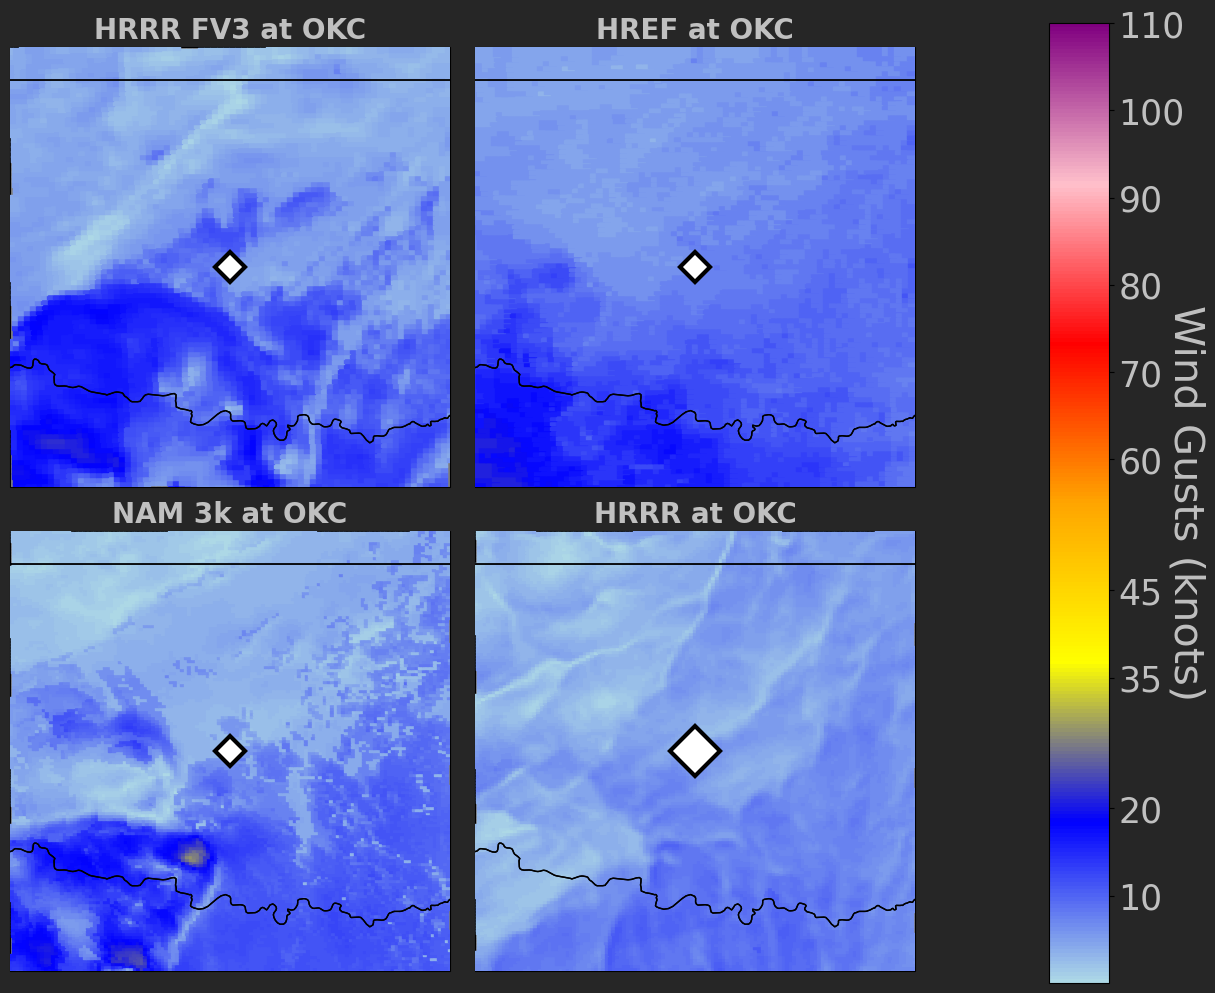 HRRR FV3 at OKC
HREF at OKC
NAM 3k at OKC
HRRR at OKC
110
100
90
80
70
60
45
35
20
10
Wind Gusts (knots)